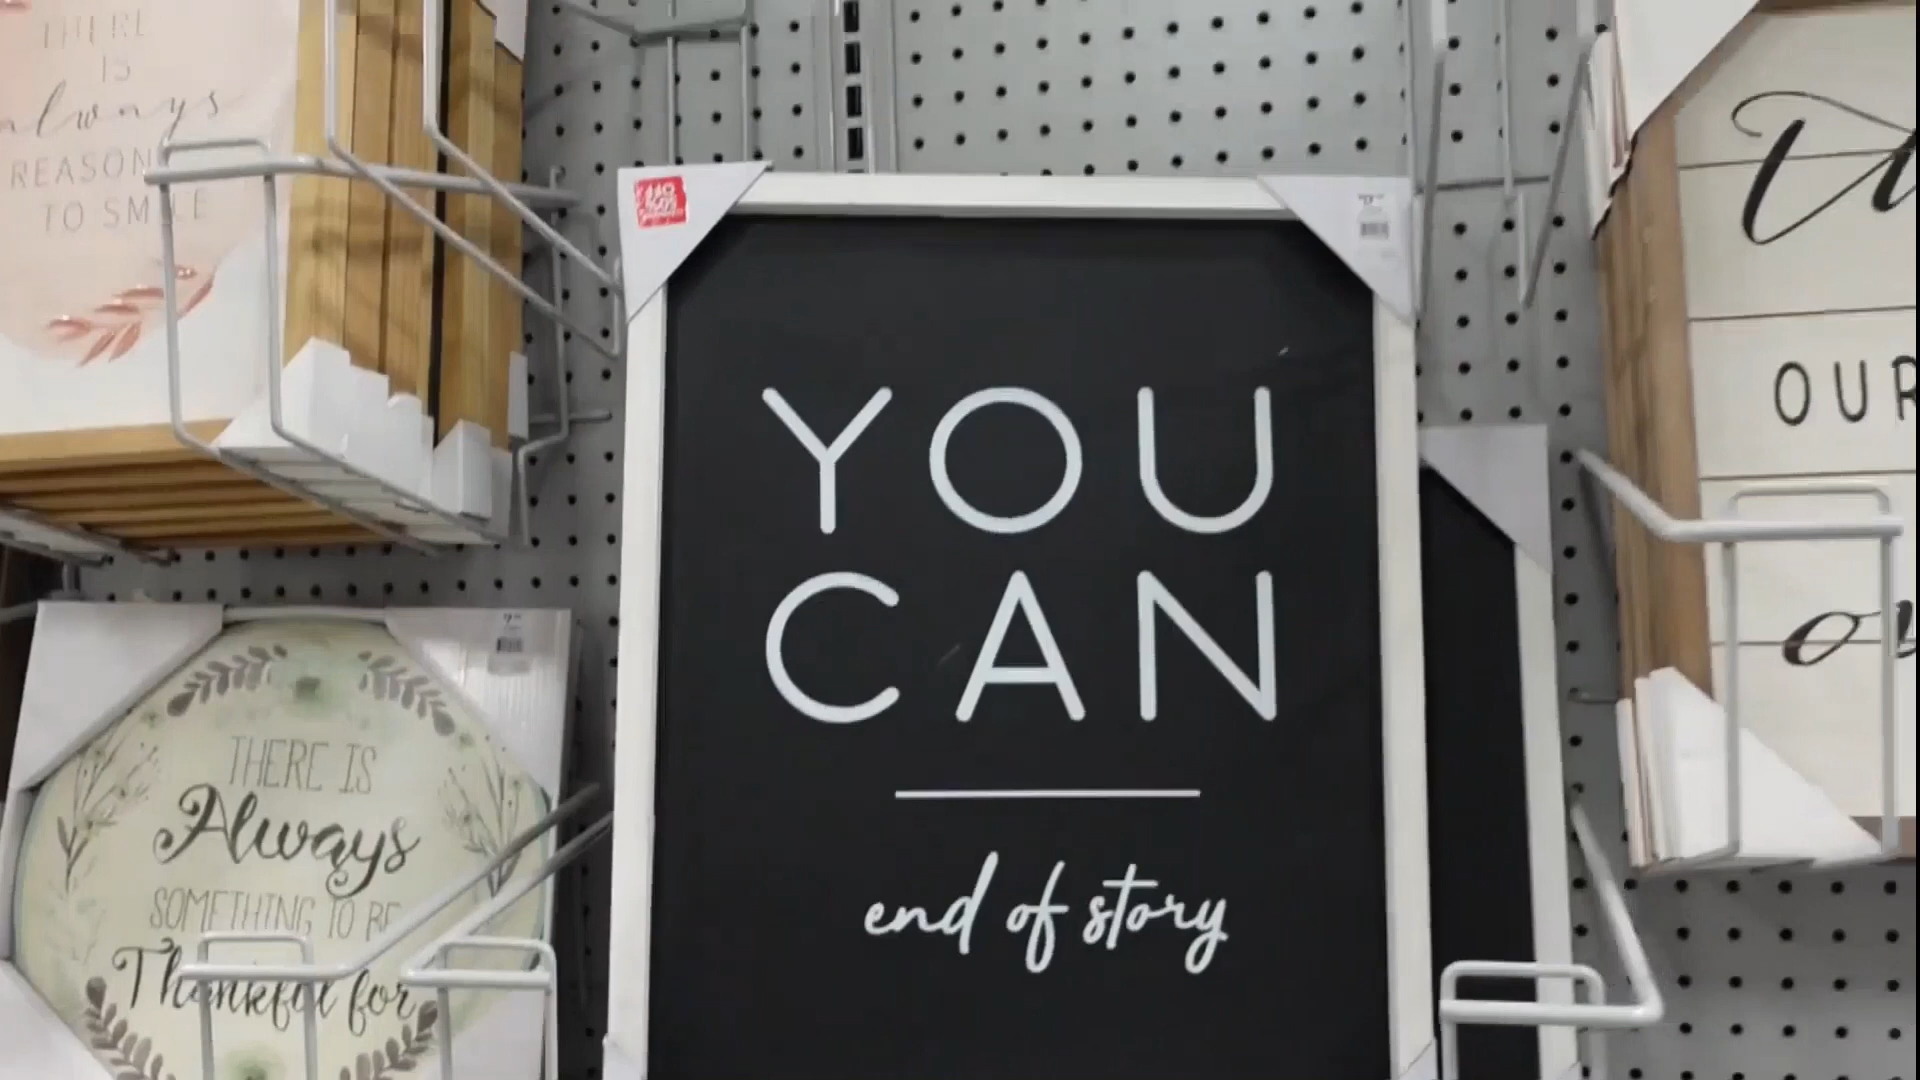 THERE
IS
always
REASON
TO SMILE
YOU
CAN
end of story
THERE IS
Always
SOMETHING TO BE
Thankful for
OUR